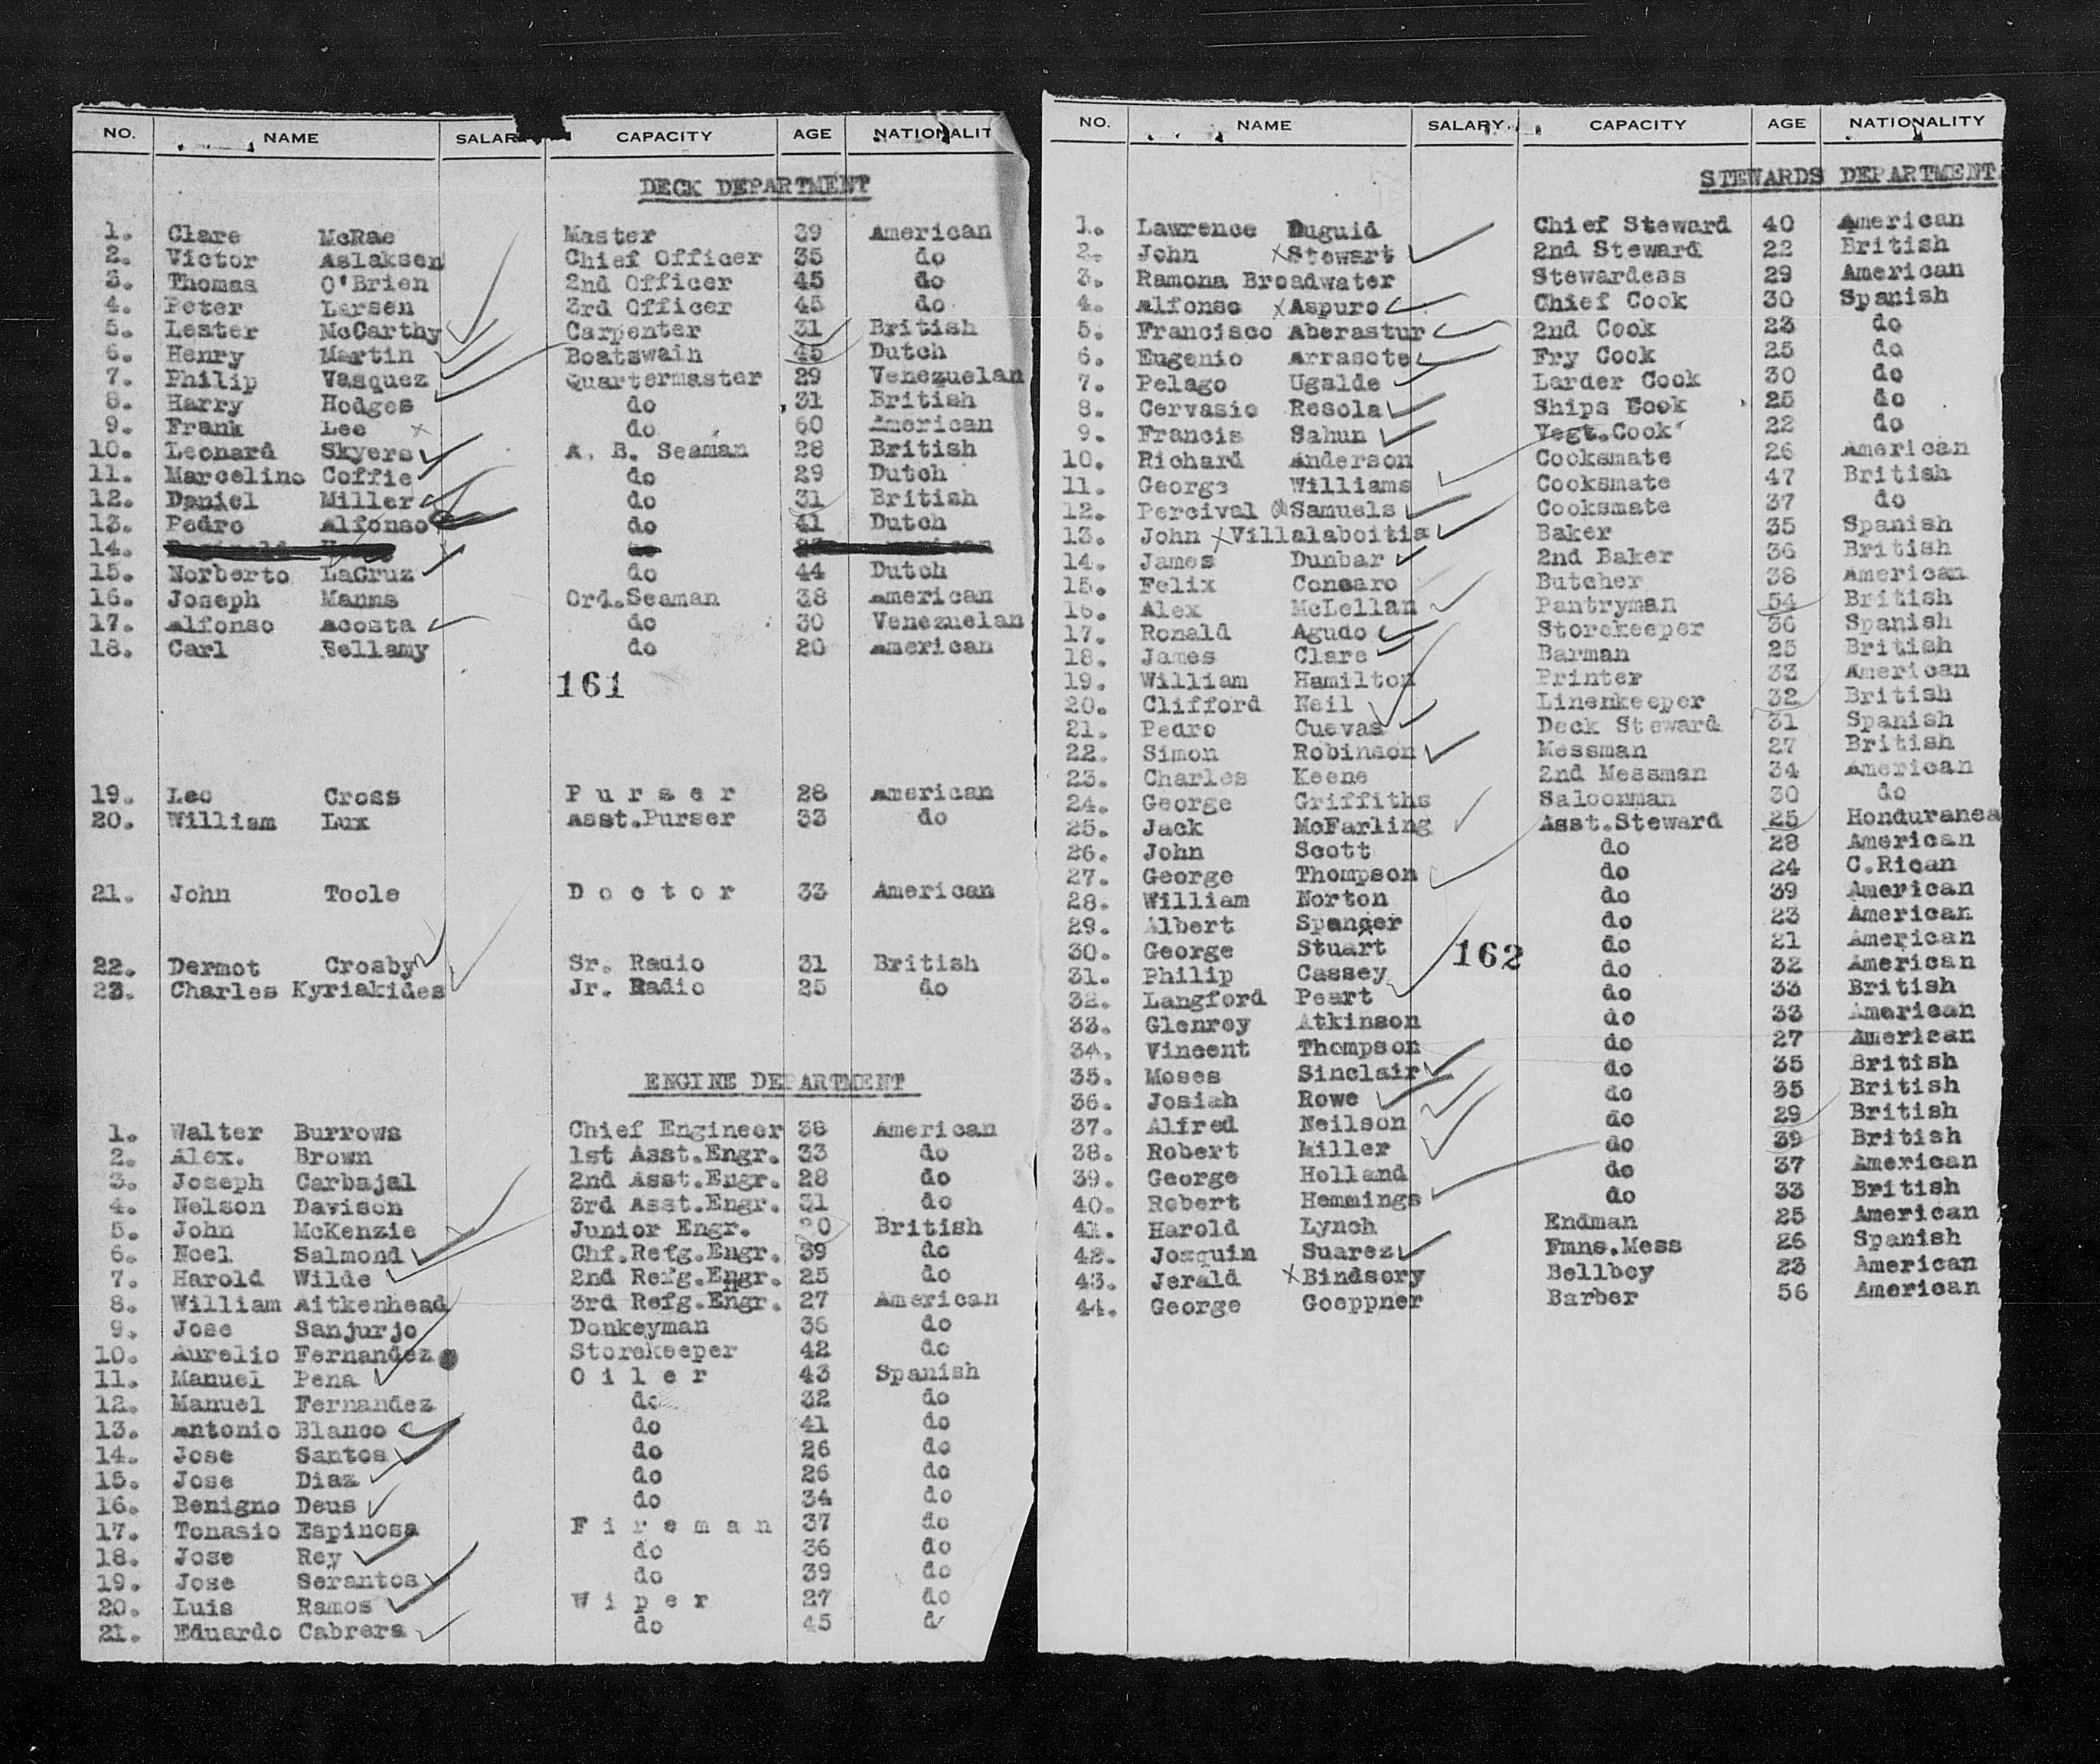 NO. NAME SALARY CAPACITY AGE NATIONALIT
DECK DEPARTMENT
1. Clare McRae Master 39 American
2. Victor Aslaksen Chief Officer 35 do
3. Thomas O'Brien 2nd Officer 45 do
4. Peter Larsen 3rd Officer 45 do
5. Lester McCarthy Carpenter 31 British
6. Henry Martin Boatswain 45 Dutch
7. Philip Vasquez Quartermaster 29 Venezuelan
8. Harry Hodges do 31 British
9. Frank Lee do 60 American
10. Leonard Skyers A. B. Seaman 28 British
11. Marcelino Coffie do 29 Dutch
12. Daniel Miller do 31 British
13. Pedro Alfonso do 41 Dutch
14.
15. Norberto LaCruz do 44 Dutch
16. Joseph Manns Ord.Seaman 38 American
17. Alfonso Acosta do 30 Venezuelan
18. Carl Bellamy do 20 American
161
19. Leo Cross Purser 28 American
20. William Lux Asst.Purser 33 do
21. John Toole Doctor 33 American
22. Dermot Crosby Sr. Radio 31 British
23. Charles Kyriakides Jr. Radio 25 do
ENGINE DEPARTMENT
1. Walter Burrows Chief Engineer 38 American
2. Alex. Brown 1st Asst.Engr. 33 do
3. Joseph Carbajal 2nd Asst.Engr. 28 do
4. Nelson Davison 3rd Asst.Engr. 31 do
5. John McKenzie Junior Engr. 30 British
6. Noel Salmond Chf.Refg.Engr. 39 do
7. Harold Wilde 2nd Refg.Engr. 25 do
8. William Aitkenhead 3rd Refg.Engr. 27 American
9. Jose Sanjurjo Donkeyman 36 do
10. Aurelio Fernandez Storekeeper 42 do
11. Manuel Pena Oiler 43 Spanish
12. Manuel Fernandez do 32 do
13. Antonio Blanco do 41 do
14. Jose Santos do 26 do
15. Jose Diaz do 26 do
16. Benigno Deus do 34 do
17. Tonasio Espinosa Fireman 37 do
18. Jose Rey do 36 do
19. Jose Serantos do 39 do
20. Luis Ramos Wiper 27 do
21. Eduardo Cabrera do 45 d
NO. NAME SALARY CAPACITY AGE NATIONALITY
STEWARDS DEPARTMENT
1. Lawrence Duguid Chief Steward 40 American
2. John Stewart 2nd Steward 22 British
3. Ramona Broadwater Stewardess 29 American
4. Alfonso Aspuro Chief Cook 30 Spanish
5. Francisco Aberastur 2nd Cook 23 do
6. Eugenio Arrasote Fry Cook 25 do
7. Pelago Ugalde Larder Cook 30 do
8. Cervasio Resola Ships Cook 25 do
9. Francis Sahun Vegt.Cook 22 do
10. Richard Anderson Cooksmate 26 American
11. George Williams Cooksmate 47 British
12. Percival Samuels Cooksmate 37 do
13. John Villalaboitia Baker 35 Spanish
14. James Dunbar 2nd Baker 36 British
15. Felix Consaro Butcher 38 American
16. Alex McLellan Pantryman 54 British
17. Ronald Agudo Storekeeper 36 Spanish
18. James Clare Barman 25 British
19. William Hamilton Printer 33 American
20. Clifford Neil Linenkeeper 32 British
21. Pedro Cuevas Deck Steward 31 Spanish
22. Simon Robinson Messman 27 British
23. Charles Keene 2nd Messman 34 American
24. George Griffiths Saloonman 30 do
25. Jack McFarling Asst.Steward 25 Honduranea
26. John Scott do 28 American
27. George Thompson do 24 C.Rican
28. William Norton do 39 American
29. Albert Spencer do 23 American
30. George Stuart do 21 American
162
31. Philip Cassey do 32 American
32. Langford Peart do 33 British
33. Glenroy Atkinson do 33 American
34. Vincent Thompson do 27 American
35. Moses Sinclair do 35 British
36. Josiah Rowe do 35 British
37. Alfred Neilson do 29 British
38. Robert Miller do 39 British
39. George Holland do 37 American
40. Robert Hemmings do 33 British
41. Harold Lynch Endman 25 American
42. Joaquin Suarez Fmns.Mess 26 Spanish
43. Jerald Bindsory Bellboy 23 American
44. George Goeppner Barber 56 American